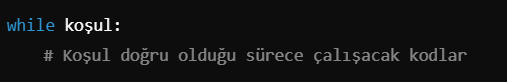 while koşul:
    # Koşul doğru olduğu sürece çalışacak kodlar